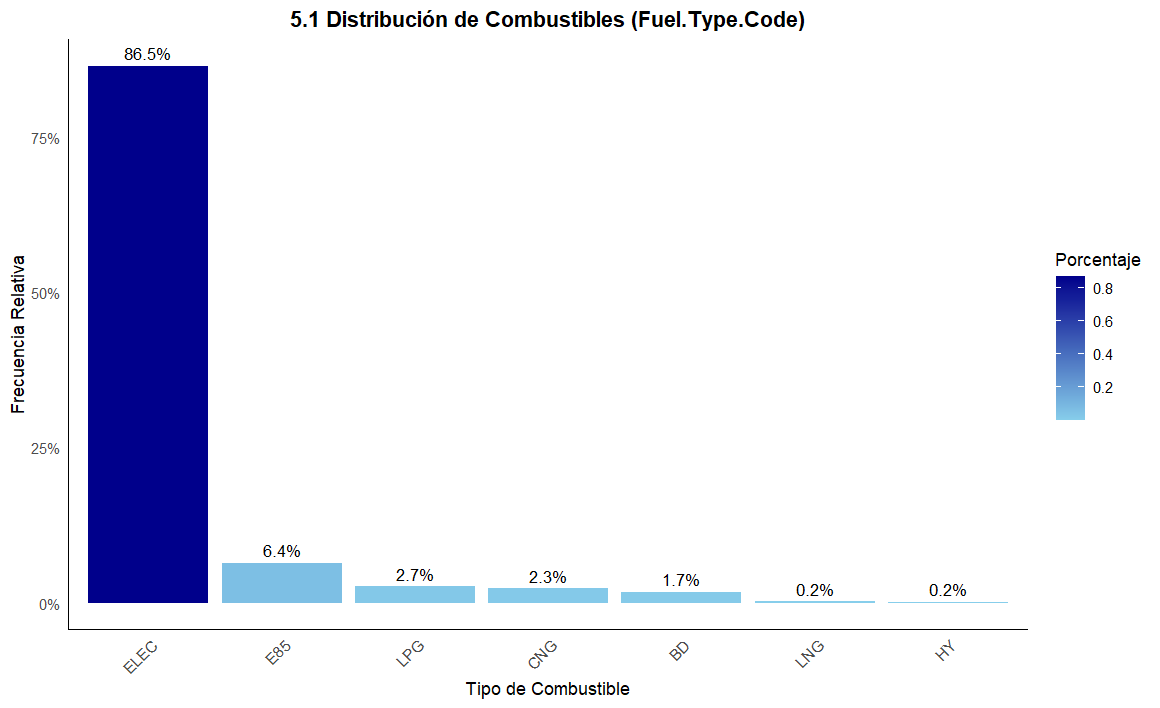 5.1 Distribución de Combustibles (Fuel.Type.Code)
86.5%
75%
50%
25%
0%
6.4%
2.7%
2.3%
1.7%
0.2%
0.2%
Frecuencia Relativa
ELEC
E85
LPG
CNG
BD
LNG
HY
Tipo de Combustible
Porcentaje
0.8
0.6
0.4
0.2